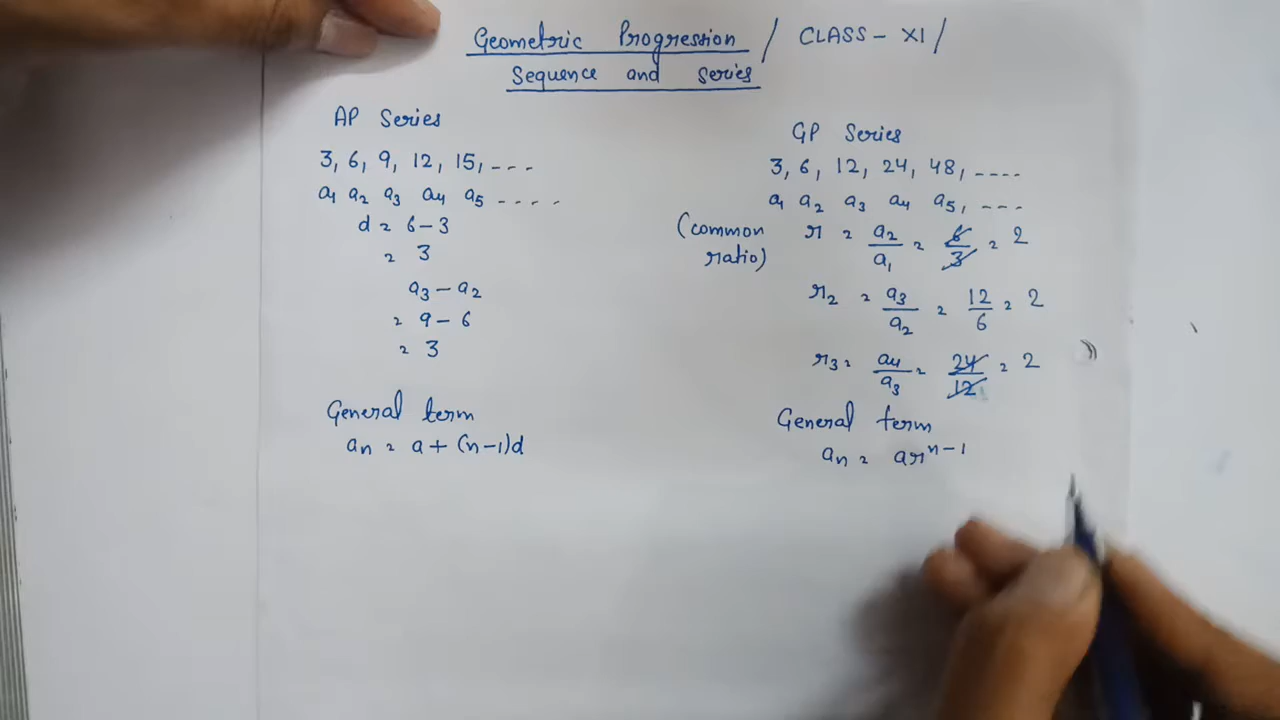 Geometric Progression / CLASS - XI /
Sequence and Series
AP Series
3, 6, 9, 12, 15, ---
a1 a2 a3 a4 a5 ----
d = 6-3
= 3
a3 - a2
= 9 - 6
= 3
General term
an = a + (n-1)d
GP Series
3, 6, 12, 24, 48, ----
a1 a2 a3 a4 a5, ---
(common ratio) r = a2/a1 = 6/3 = 2
r2 = a3/a2 = 12/6 = 2
r3 = a4/a3 = 24/12 = 2
General term
an = ar^n-1